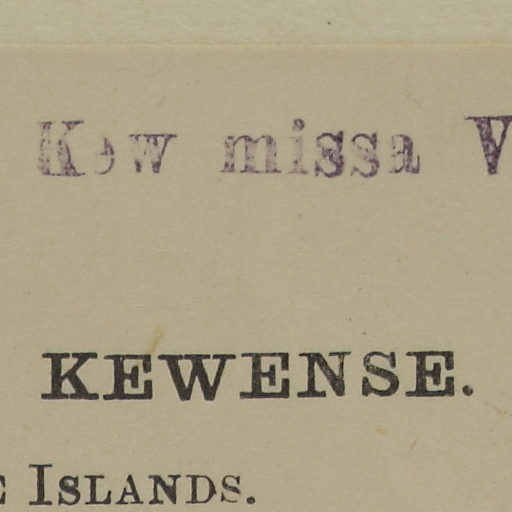 Kew missa V
KEWENSE.
E ISLANDS.